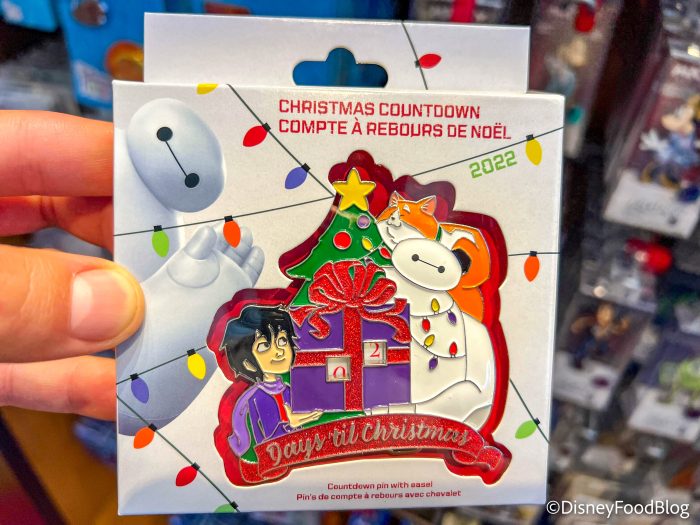 CHRISTMAS COUNTDOWN
COMPTE À REBOURS DE NOËL
2022
0 2
Days 'til Christmas
Countdown pin with easel
Pin's de compte à rebours avec chevalet
©DisneyFoodBlog